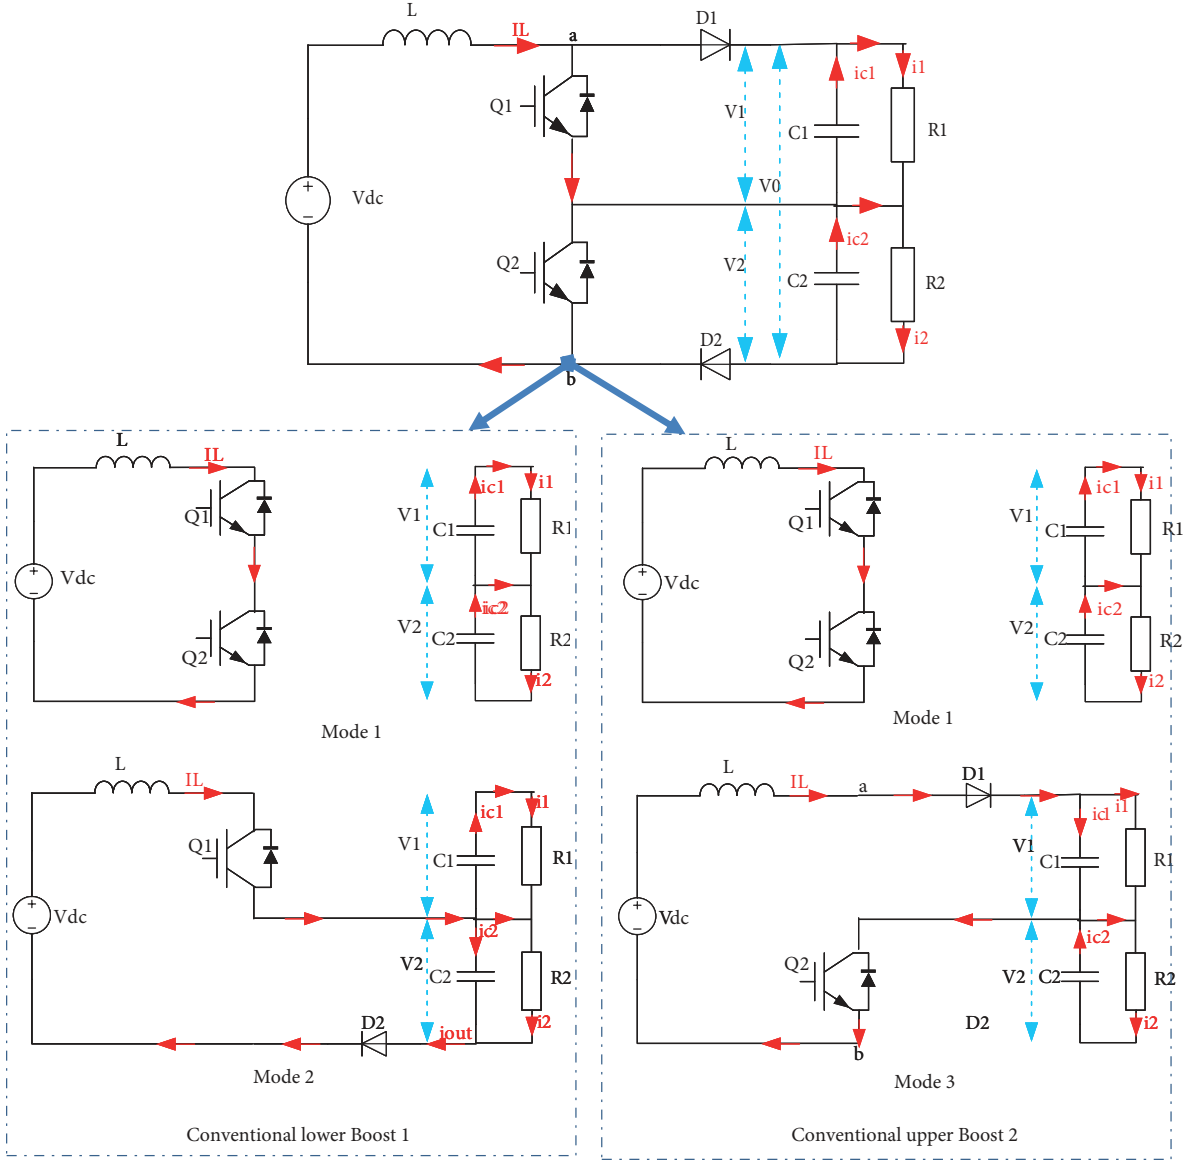 L
IL
a
D1
Q1
V1
ic1
i1
C1
R1
Vdc
V0
Q2
V2
ic2
C2
R2
D2
i2
b
L
IL
Q1
Vdc
Q2
V1
ic1
i1
C1
R1
V2
ic2
C2
R2
i2
Mode 1
L
IL
Q1
Vdc
V1
ic1
i1
C1
R1
V2
ic2
C2
R2
D2
iout
i2
Mode 2
Conventional lower Boost 1
L
IL
Q1
Vdc
Q2
V1
ic1
i1
C1
R1
V2
ic2
C2
R2
i2
Mode 1
L
IL
a
D1
V1
ic1
i1
C1
R1
Vdc
Q2
V2
ic2
C2
R2
D2
i2
b
Mode 3
Conventional upper Boost 2